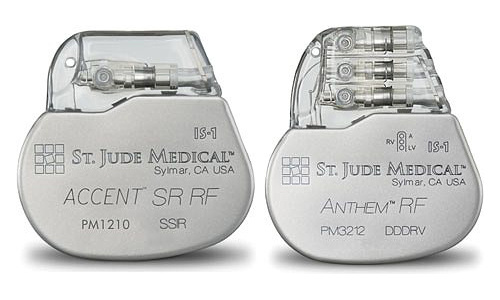 IS-1
ST. JUDE MEDICAL™
Sylmar, CA USA
ACCENT™ SR RF
PM1210 SSIR
RV A
LV
IS-1
ST. JUDE MEDICAL™
Sylmar, CA USA
ANTHEM™ RF
PM3212 DDDRV